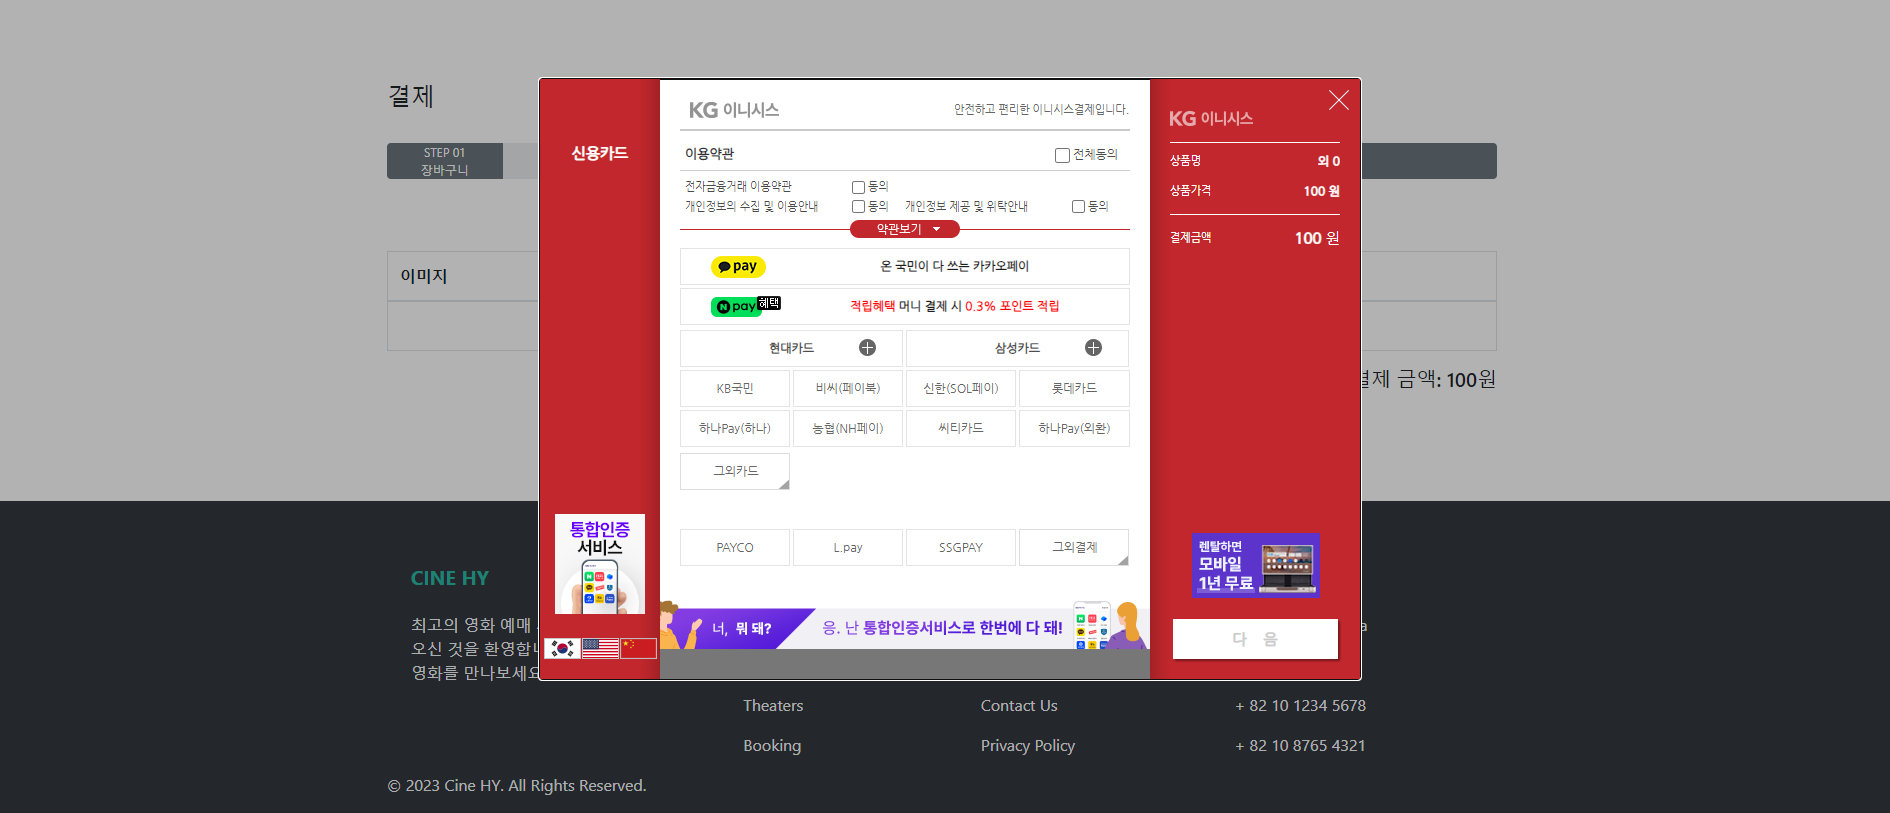 결제
STEP 01
장바구니
이미지
결제 금액: 100원
신용카드
통합인증
서비스
KG 이니시스
안전하고 편리한 이니시스결제입니다.
이용약관
전체동의
전자금융거래 이용약관
동의
개인정보의 수집 및 이용안내
동의
개인정보 제공 및 위탁안내
동의
약관보기
pay
온 국민이 다 쓰는 카카오페이
N pay 혜택
적립혜택 머니 결제 시 0.3% 포인트 적립
현대카드
삼성카드
KB국민
비씨(페이북)
신한(SOL페이)
롯데카드
하나Pay(하나)
농협(NH페이)
씨티카드
하나Pay(외환)
그외카드
PAYCO
L.pay
SSGPAY
그외결제
너, 뭐 돼?
응. 난 통합인증서비스로 한번에 다 돼!
KG 이니시스
상품명
외 0
상품가격
100 원
결제금액
100 원
렌탈하면
모바일
1년 무료
다 음
CINE HY
최고의 영화 예매
오신 것을 환영합니
영화를 만나보세요
Theaters
Booking
Contact Us
Privacy Policy
a
+ 82 10 1234 5678
+ 82 10 8765 4321
© 2023 Cine HY. All Rights Reserved.